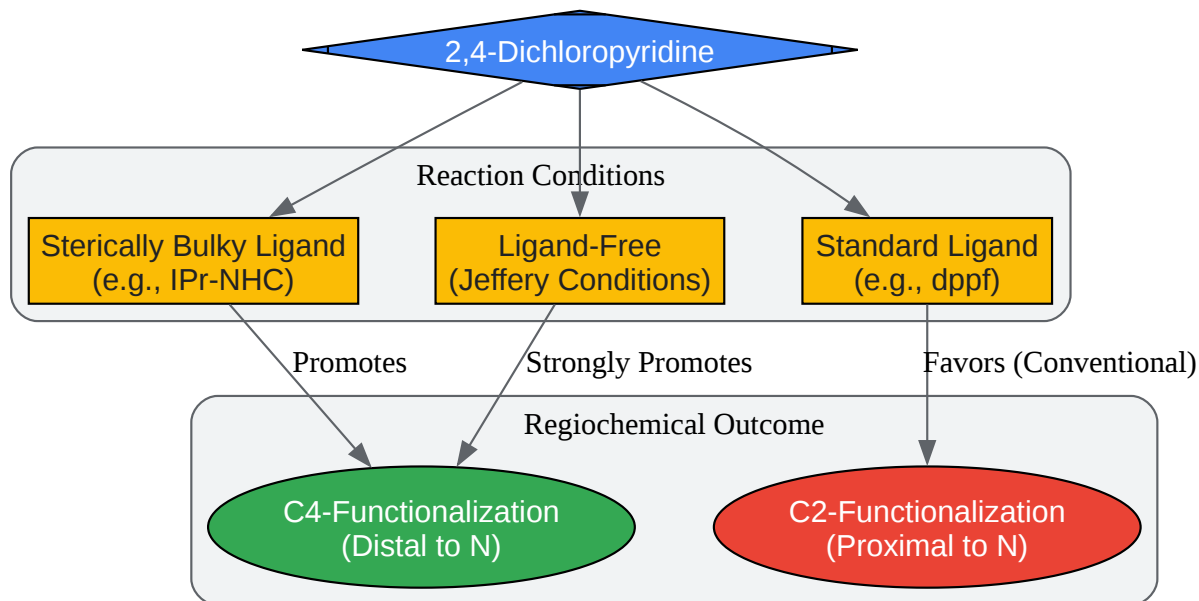 2,4-Dichloropyridine
Reaction Conditions
Sterically Bulky Ligand
(e.g., IPr-NHC)
Ligand-Free
(Jeffery Conditions)
Standard Ligand
(e.g., dppf)
Promotes
Strongly Promotes
Favors (Conventional)
Regiochemical Outcome
C4-Functionalization
(Distal to N)
C2-Functionalization
(Proximal to N)